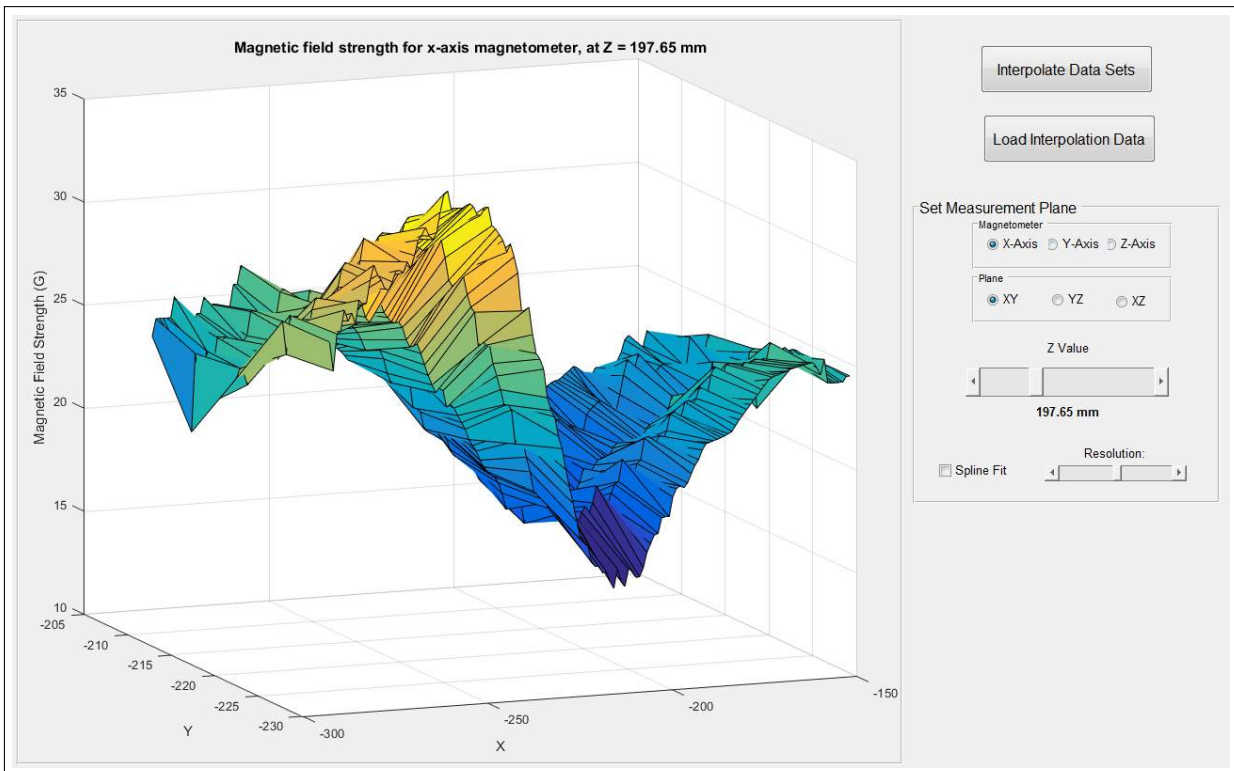 Magnetic field strength for x-axis magnetometer, at Z = 197.65 mm
35
30
25
20
15
10
Magnetic Field Strength (G)
-205
-210
-215
-220
-225
-230
Y
-300
-250
-200
-150
X
Interpolate Data Sets
Load Interpolation Data
Set Measurement Plane
Magnetometer
X-Axis Y-Axis Z-Axis
Plane
XY YZ XZ
Z Value
197.65 mm
Spline Fit
Resolution: